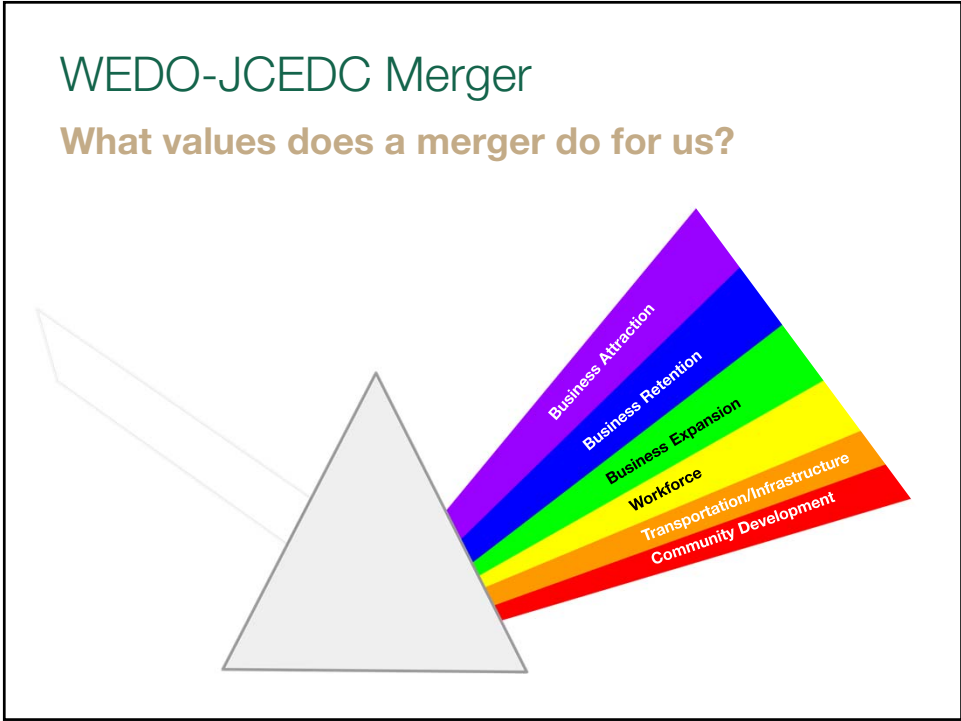 WEDO-JCEDC Merger
What values does a merger do for us?
Business Attraction
Business Retention
Business Expansion
Workforce
Transportation/Infrastructure
Community Development